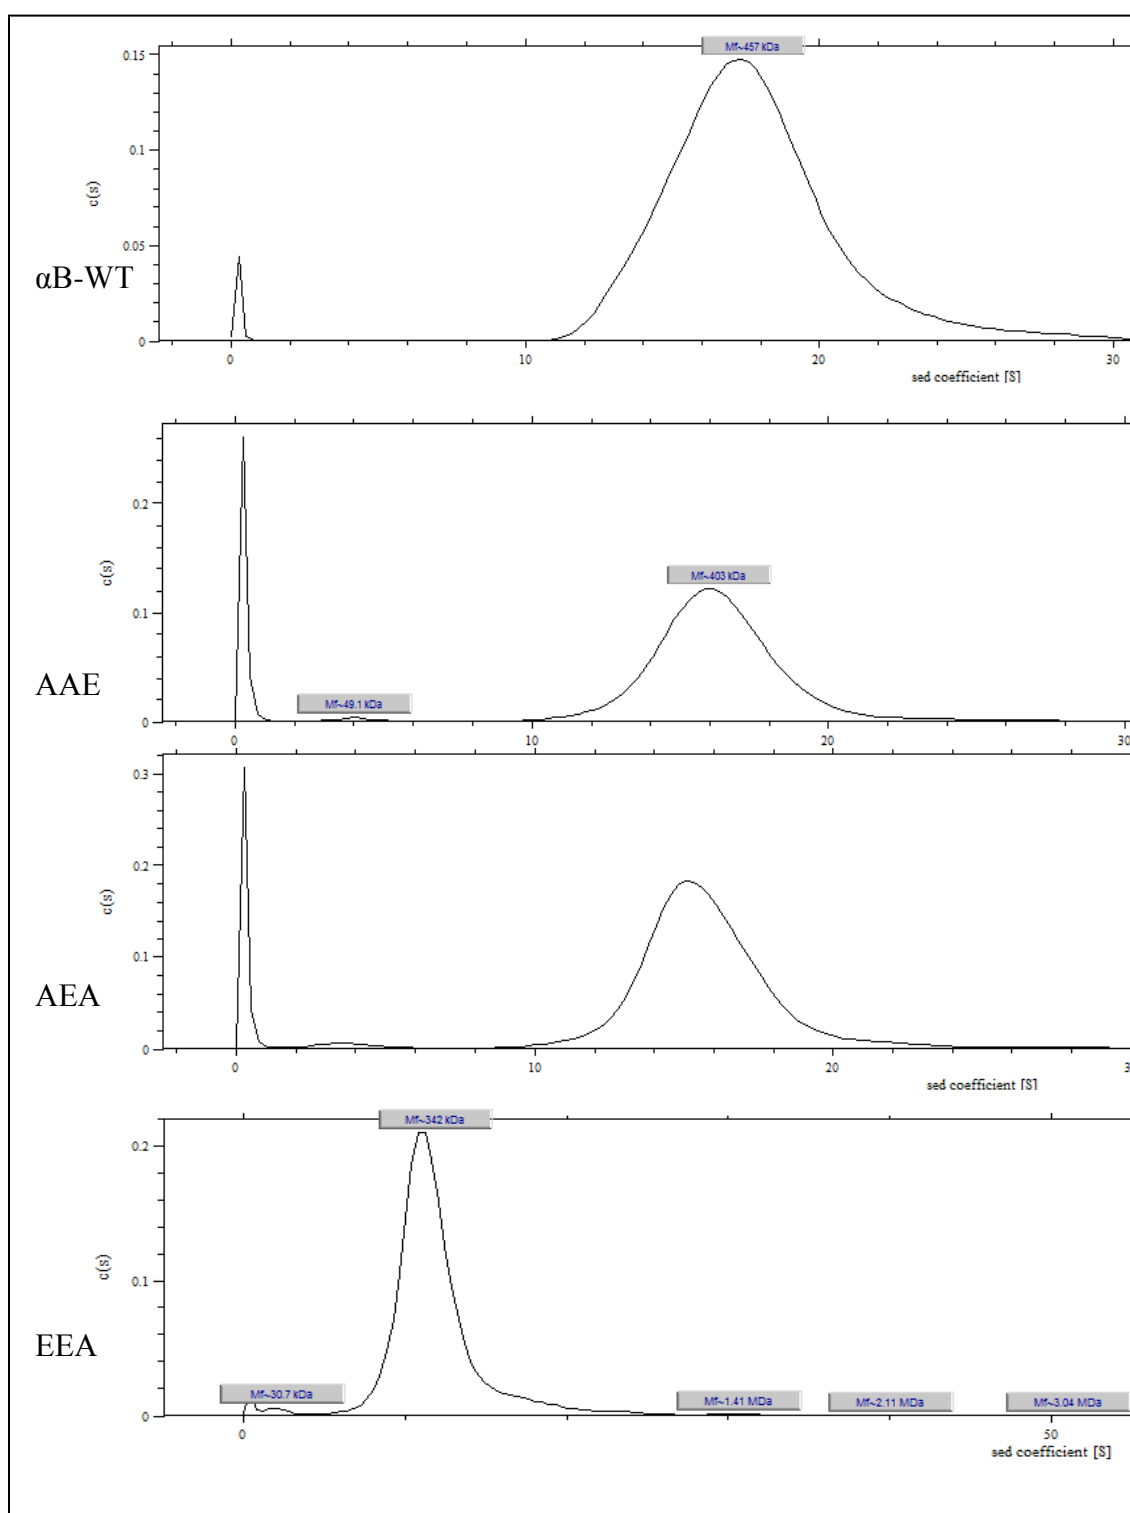 Mf~457 kDa
0.15
0.1
c(s)
0.05
αB-WT
0
0 10 20 30
sed coefficient [S]
0.2
c(s)
Mf~403 kDa
0.1
AAE
Mf~49.1 kDa
0
0 10 20 30
0.3
0.2
c(s)
0.1
AEA
0
0 10 20 3
sed coefficient [S]
Mf~342 kDa
0.2
c(s)
0.1
EEA
Mf~30.7 kDa Mf~1.41 MDa Mf~2.11 MDa Mf~3.04 MDa
0
0 50
sed coefficient [S]